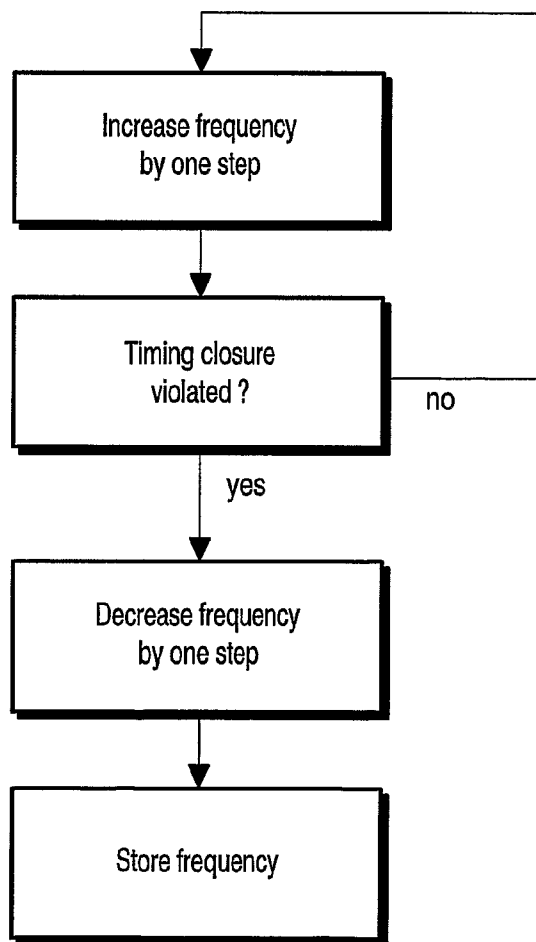 Increase frequency
by one step
Timing closure
violated ?
no
yes
Decrease frequency
by one step
Store frequency